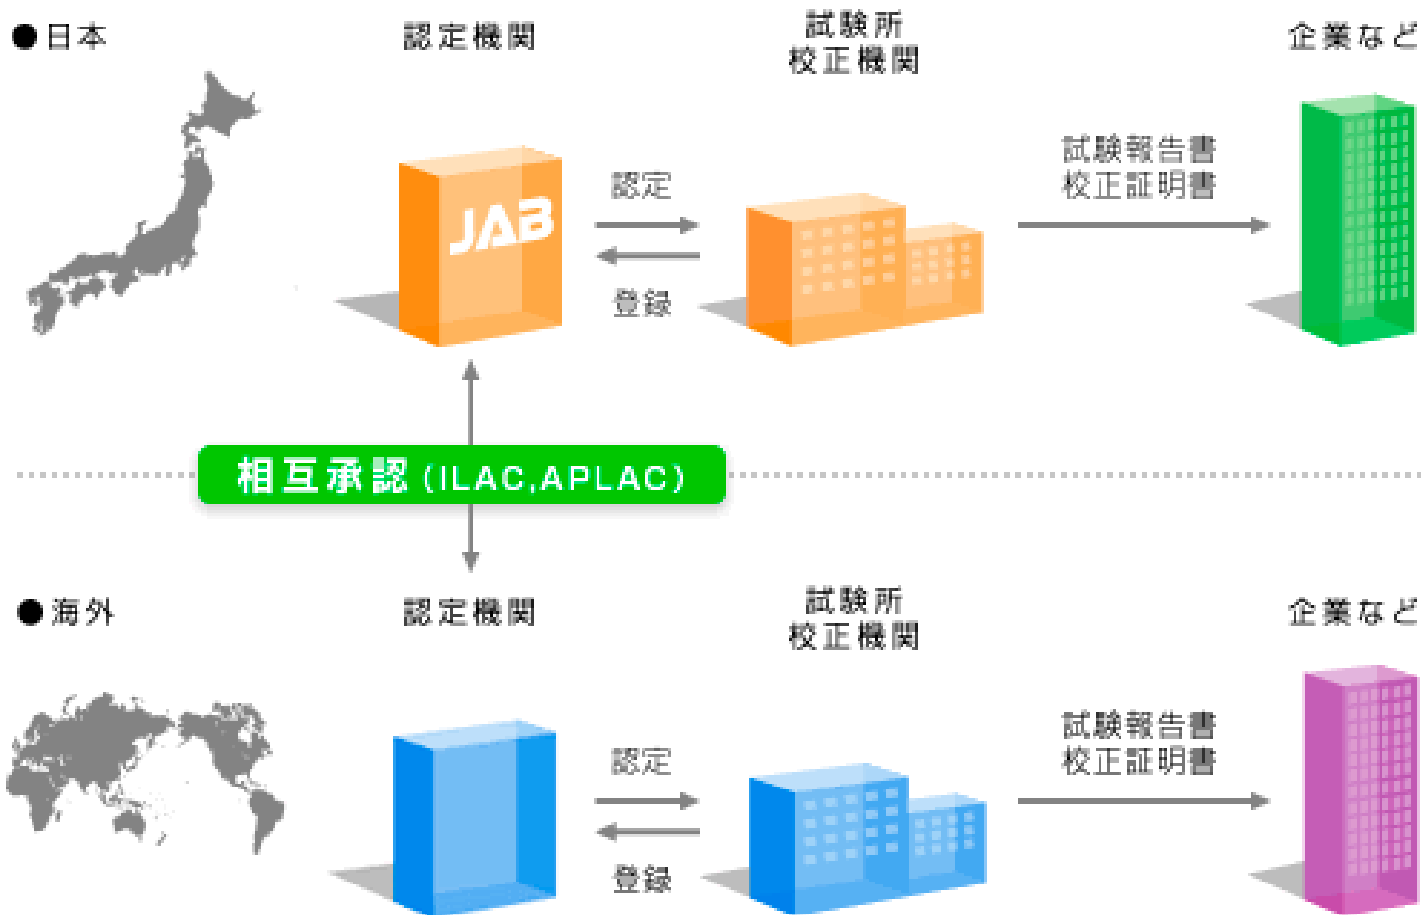 ●日本
認定機関
試験所
校正機関
企業など
JAB
認定
登録
試験報告書
校正証明書
相互承認(ILAC,APLAC)
●海外
認定機関
試験所
校正機関
企業など
認定
登録
試験報告書
校正証明書